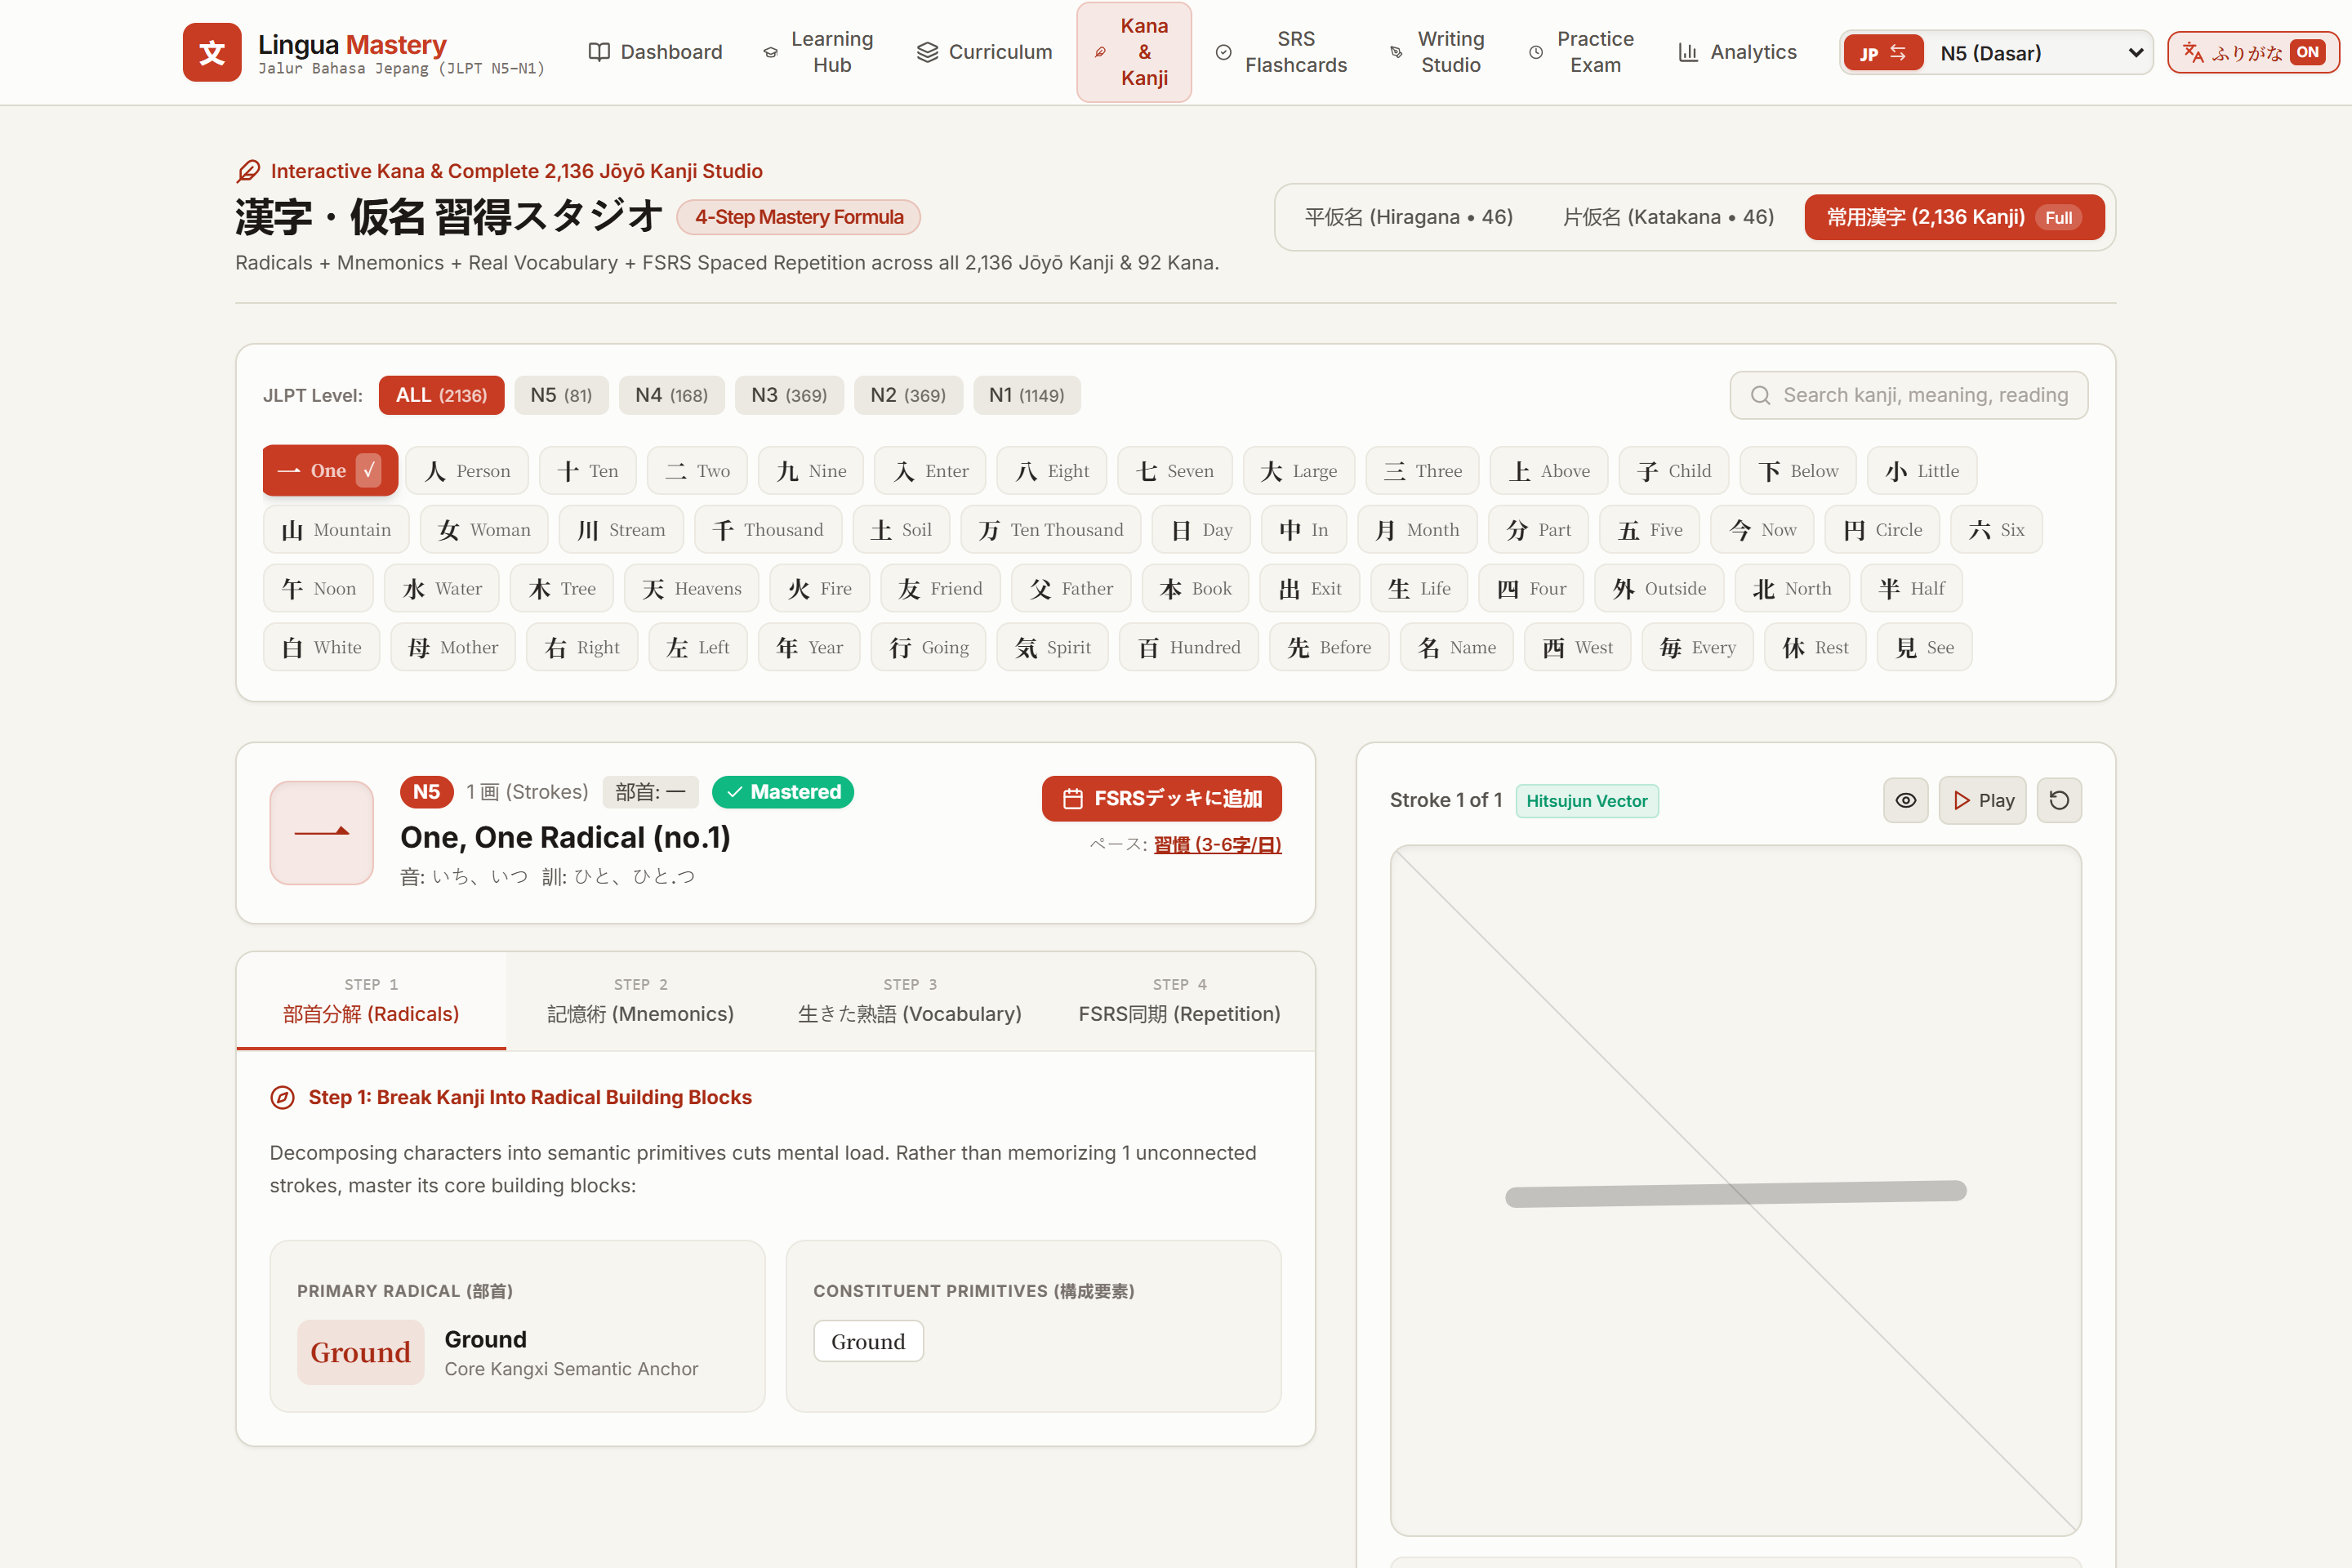 文
Lingua Mastery
Jalur Bahasa Jepang (JLPT N5–N1)
Dashboard
Learning Hub
Curriculum
Kana & Kanji
SRS Flashcards
Writing Studio
Practice Exam
Analytics
JP ⇆
N5 (Dasar)
ふりがな ON
Interactive Kana & Complete 2,136 Jōyō Kanji Studio
漢字・仮名 習得スタジオ 4-Step Mastery Formula
Radicals + Mnemonics + Real Vocabulary + FSRS Spaced Repetition across all 2,136 Jōyō Kanji & 92 Kana.
平仮名 (Hiragana • 46) 片仮名 (Katakana • 46) 常用漢字 (2,136 Kanji) Full
JLPT Level: ALL (2136) N5 (81) N4 (168) N3 (369) N2 (369) N1 (1149)
Search kanji, meaning, reading
一 One √ 人 Person 十 Ten 二 Two 九 Nine 入 Enter 八 Eight 七 Seven 大 Large 三 Three 上 Above 子 Child 下 Below 小 Little
山 Mountain 女 Woman 川 Stream 千 Thousand 土 Soil 万 Ten Thousand 日 Day 中 In 月 Month 分 Part 五 Five 今 Now 円 Circle 六 Six
午 Noon 水 Water 木 Tree 天 Heavens 火 Fire 友 Friend 父 Father 本 Book 出 Exit 生 Life 四 Four 外 Outside 北 North 半 Half
白 White 母 Mother 右 Right 左 Left 年 Year 行 Going 気 Spirit 百 Hundred 先 Before 名 Name 西 West 毎 Every 休 Rest 見 See
一
N5 1 画 (Strokes) 部首: 一 Mastered
One, One Radical (no.1)
音: いち、いつ 訓: ひと、ひと.つ
FSRSデッキに追加
ペース: 習慣 (3-6字/日)
STEP 1
部首分解 (Radicals)
STEP 2
記憶術 (Mnemonics)
STEP 3
生きた熟語 (Vocabulary)
STEP 4
FSRS同期 (Repetition)
Step 1: Break Kanji Into Radical Building Blocks
Decomposing characters into semantic primitives cuts mental load. Rather than memorizing 1 unconnected
strokes, master its core building blocks:
PRIMARY RADICAL (部首)
Ground
Ground
Core Kangxi Semantic Anchor
CONSTITUENT PRIMITIVES (構成要素)
Ground
Stroke 1 of 1 Hitsujun Vector
Play